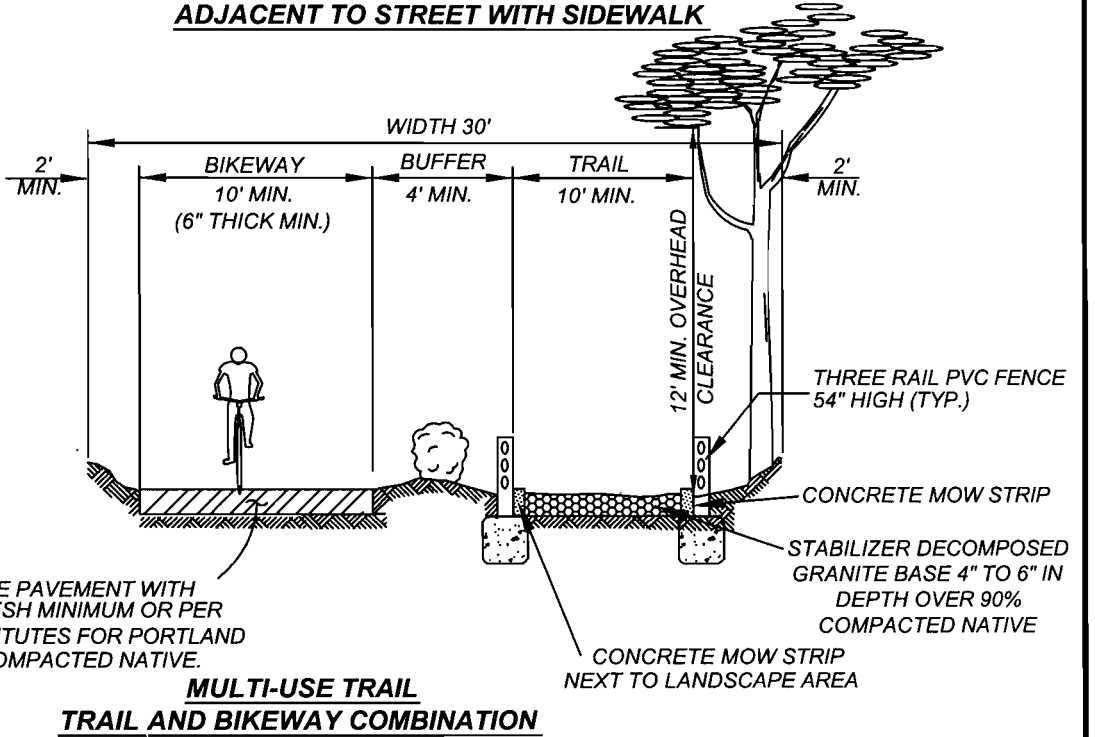 ADJACENT TO STREET WITH SIDEWALK
WIDTH 30'
2'
MIN.
BIKEWAY
10' MIN.
(6" THICK MIN.)
BUFFER
4' MIN.
TRAIL
10' MIN.
2'
MIN.
12' MIN. OVERHEAD
CLEARANCE
THREE RAIL PVC FENCE
54" HIGH (TYP.)
CONCRETE MOW STRIP
STABILIZER DECOMPOSED
GRANITE BASE 4" TO 6" IN
DEPTH OVER 90%
COMPACTED NATIVE
CONCRETE MOW STRIP
NEXT TO LANDSCAPE AREA
PAVEMENT WITH
MINIMUM OR PER
FOR PORTLAND
NATIVE.
MULTI-USE TRAIL
TRAIL AND BIKEWAY COMBINATION